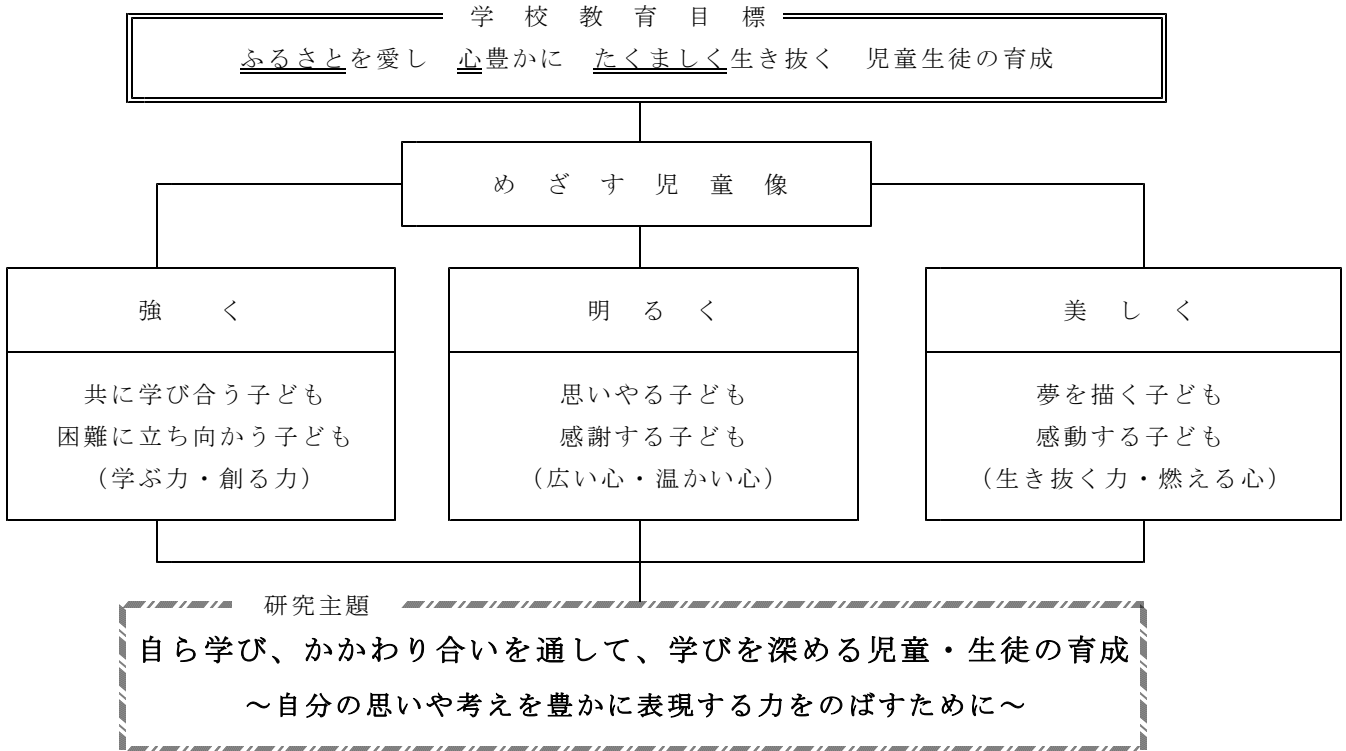 学校教育目標
ふるさとを愛し 心豊かに たくましく生き抜く 児童生徒の育成
めざす児童像
強く
共に学び合う子ども
困難に立ち向かう子ども
(学ぶ力・創る力)
明るく
思いやる子ども
感謝する子ども
(広い心・温かい心)
美しく
夢を描く子ども
感動する子ども
(生き抜く力・燃える心)
研究主題
自ら学び、かかわり合いを通して、学びを深める児童・生徒の育成
～自分の思いや考えを豊かに表現する力をのばすために～